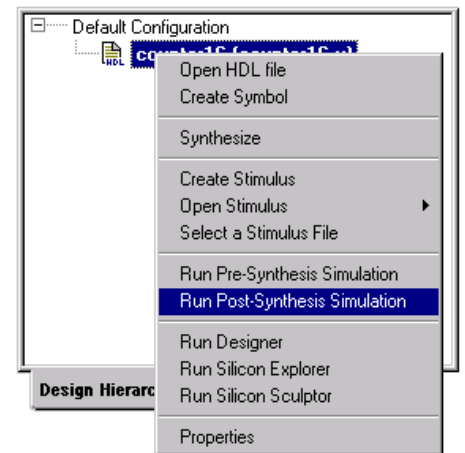 Default Configuration
HDL
Open HDL file
Create Symbol
Synthesize
Create Stimulus
Open Stimulus
Select a Stimulus File
Run Pre-Synthesis Simulation
Run Post-Synthesis Simulation
Run Designer
Run Silicon Explorer
Run Silicon Sculptor
Design Hierarc
Properties